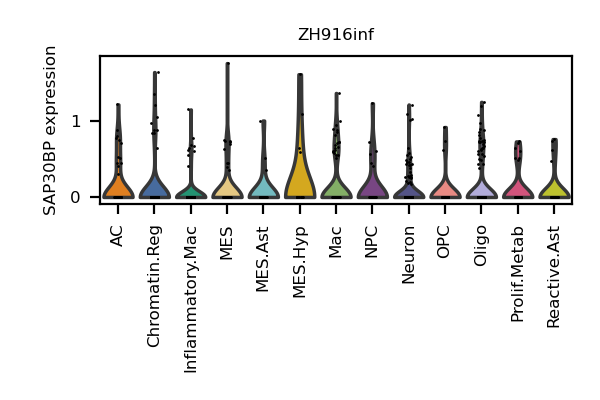 ZH916inf
SAP30BP expression
1
0
AC
Chromatin.Reg
Inflammatory.Mac
MES
MES.Ast
MES.Hyp
Mac
NPC
Neuron
OPC
Oligo
Prolif.Metab
Reactive.Ast